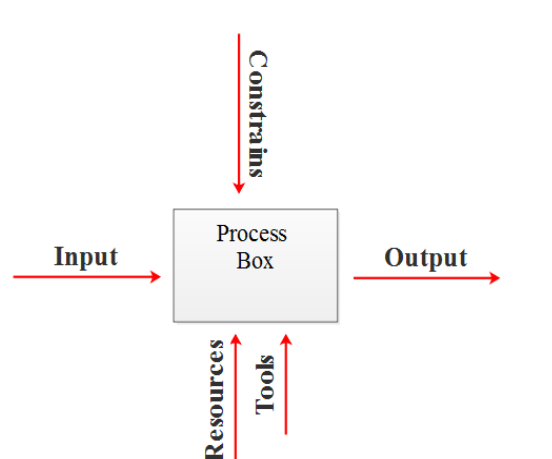 Constrains
Process
Box
Input
Output
Resources
Tools